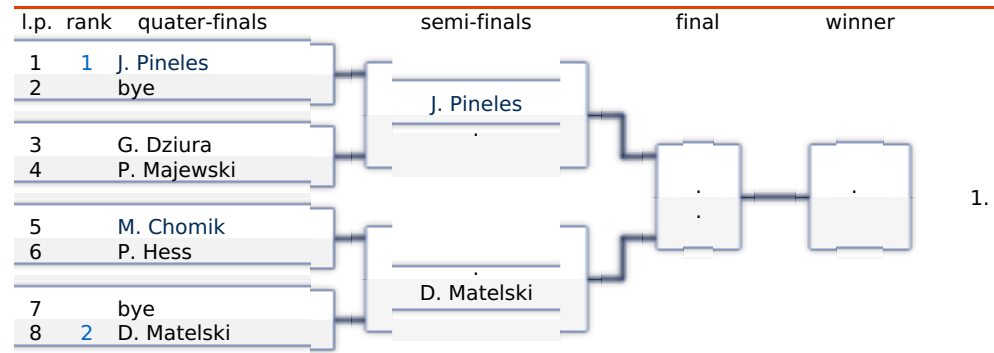 l.p. rank quater-finals semi-finals final winner
1 1 J. Pineles
2 bye
J. Pineles
.
3 G. Dziura
4 P. Majewski
.
.
.
1.
5 M. Chomik
6 P. Hess
.
D. Matelski
7 bye
8 2 D. Matelski